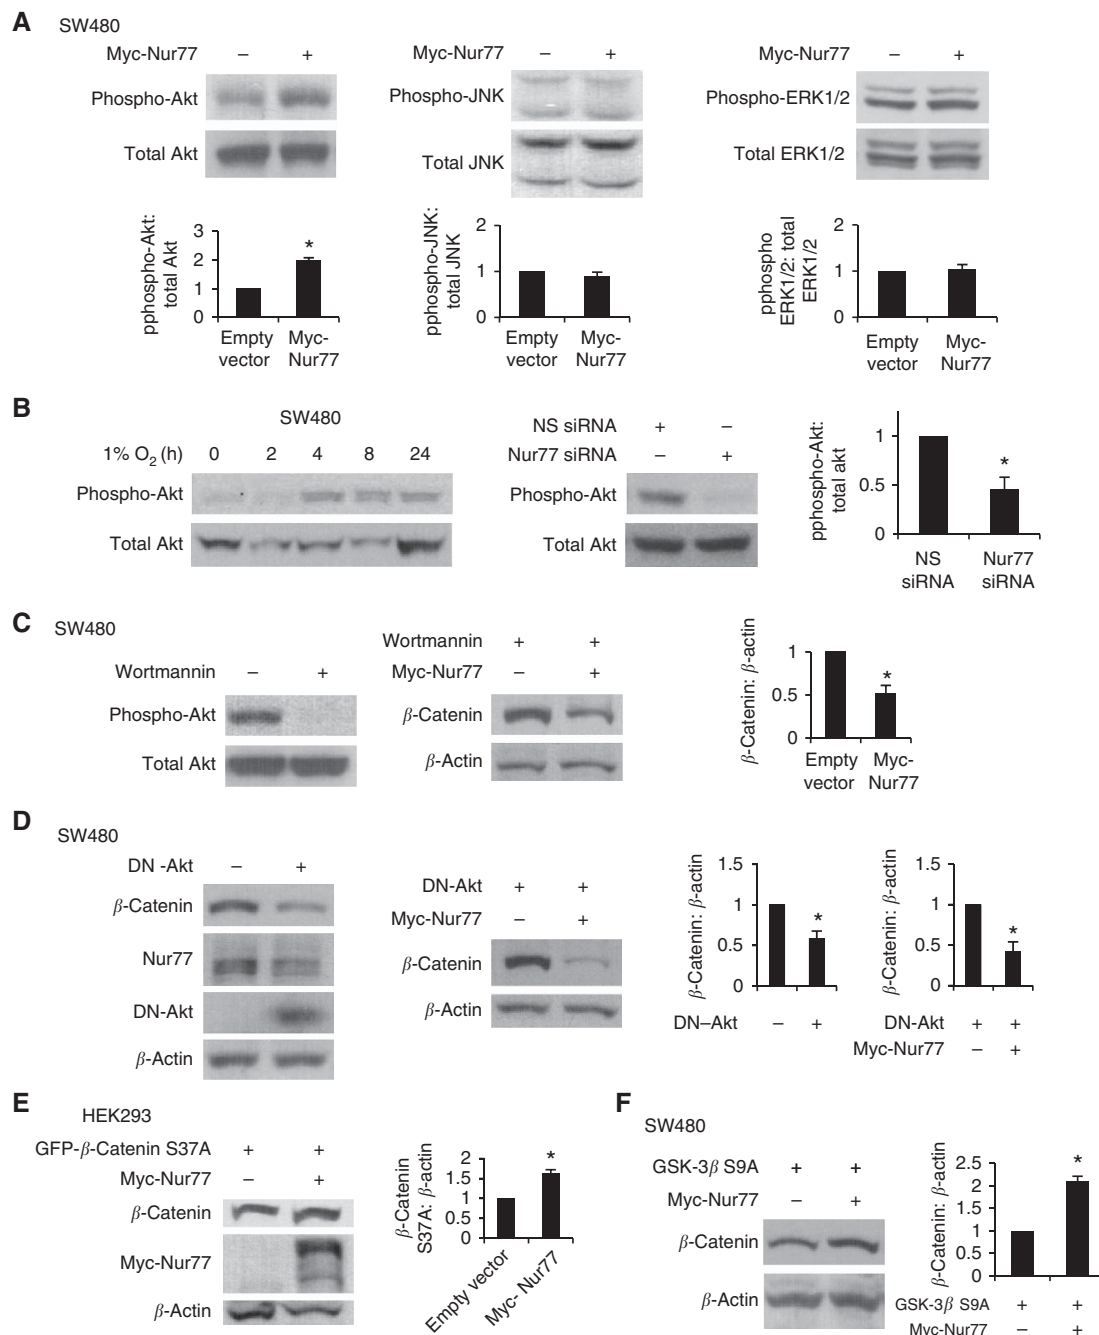 A
SW480
Myc-Nur77 – +
Phospho-Akt
Total Akt
pphospho-Akt:
total Akt
3
2
1
0
*
Empty
vector
Myc-
Nur77
Myc-Nur77 – +
Phospho-JNK
Total JNK
pphospho-JNK:
total JNK
2
1
0
Empty
vector
Myc-
Nur77
Myc-Nur77 – +
Phospho-ERK1/2
Total ERK1/2
pphospho
ERK1/2: total
ERK1/2
2
1
0
Empty
vector
Myc-
Nur77
B
SW480
1% O2 (h) 0 2 4 8 24
Phospho-Akt
Total Akt
NS siRNA + –
Nur77 siRNA – +
Phospho-Akt
Total Akt
pphospho-Akt:
total akt
1
0.5
0
*
NS
siRNA
Nur77
siRNA
C
SW480
Wortmannin – +
Phospho-Akt
Total Akt
Wortmannin + +
Myc-Nur77 – +
β-Catenin
β-Actin
β-Catenin: β-actin
1
0.5
0
*
Empty
vector
Myc-
Nur77
D
SW480
DN -Akt – +
β-Catenin
Nur77
DN-Akt
β-Actin
DN-Akt + +
Myc-Nur77 – +
β-Catenin
β-Actin
β-Catenin: β-actin
1.5
1
0.5
0
*
DN–Akt – +
β-Catenin: β-actin
1.5
1
0.5
0
*
DN-Akt + +
Myc-Nur77 – +
E
HEK293
GFP-β-Catenin S37A + +
Myc-Nur77 – +
β-Catenin
Myc-Nur77
β-Actin
β-Catenin
S37A: β-actin
2
1.5
1
0.5
0
*
Empty vector
Myc- Nur77
F
SW480
GSK-3β S9A + +
Myc-Nur77 – +
β-Catenin
β-Actin
β-Catenin: β-actin
2.5
2
1.5
1
0.5
0
*
GSK-3β S9A + +
Myc-Nur77 – +